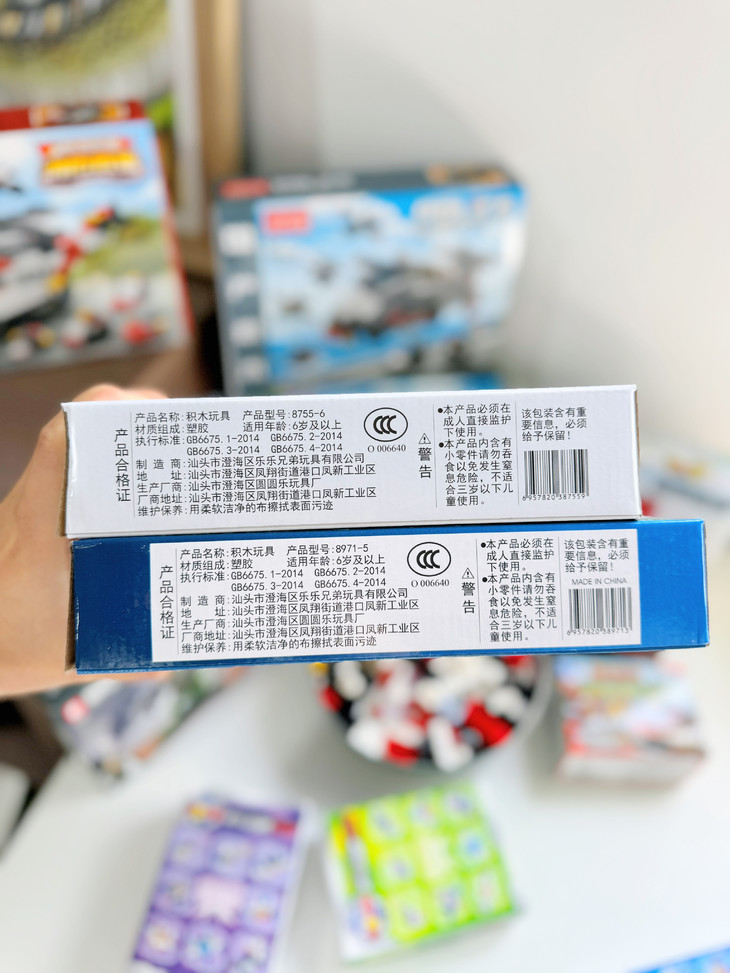 产品合格证
产品名称: 积木玩具 产品型号: 8755-6
材质组成: 塑胶 适用年龄: 6岁及以上
执行标准: GB6675.1-2014 GB6675.2-2014
GB6675.3-2014 GB6675.4-2014
制造商: 汕头市澄海区乐乐兄弟玩具有限公司
地址: 汕头市澄海区凤翔街道港口凤新工业区
生产厂商: 汕头市澄海区圆圆乐玩具厂
厂商地址: 汕头市澄海区凤翔街道港口凤新工业区
维护保养: 用柔软洁净的布擦拭表面污迹
CCC
O 006640
⚠警告
●本产品必须在
成人直接监护
下使用。
●本产品内含有
小零件请勿吞
食以免发生窒
息危险,不适
合三岁以下儿
童使用。
该包装含有重
要信息,必须
给予保留!
6957820387559
产品合格证
产品名称: 积木玩具 产品型号: 8971-5
材质组成: 塑胶 适用年龄: 6岁及以上
执行标准: GB6675.1-2014 GB6675.2-2014
GB6675.3-2014 GB6675.4-2014
制造商: 汕头市澄海区乐乐兄弟玩具有限公司
地址: 汕头市澄海区凤翔街道港口凤新工业区
生产厂商: 汕头市澄海区圆圆乐玩具厂
厂商地址: 汕头市澄海区凤翔街道港口凤新工业区
维护保养: 用柔软洁净的布擦拭表面污迹
CCC
O 006640
⚠警告
●本产品必须在
成人直接监护
下使用。
●本产品内含有
小零件请勿吞
食以免发生窒
息危险,不适
合三岁以下儿
童使用。
该包装含有重
要信息,必须
给予保留!
MADE IN CHINA
6957820389713